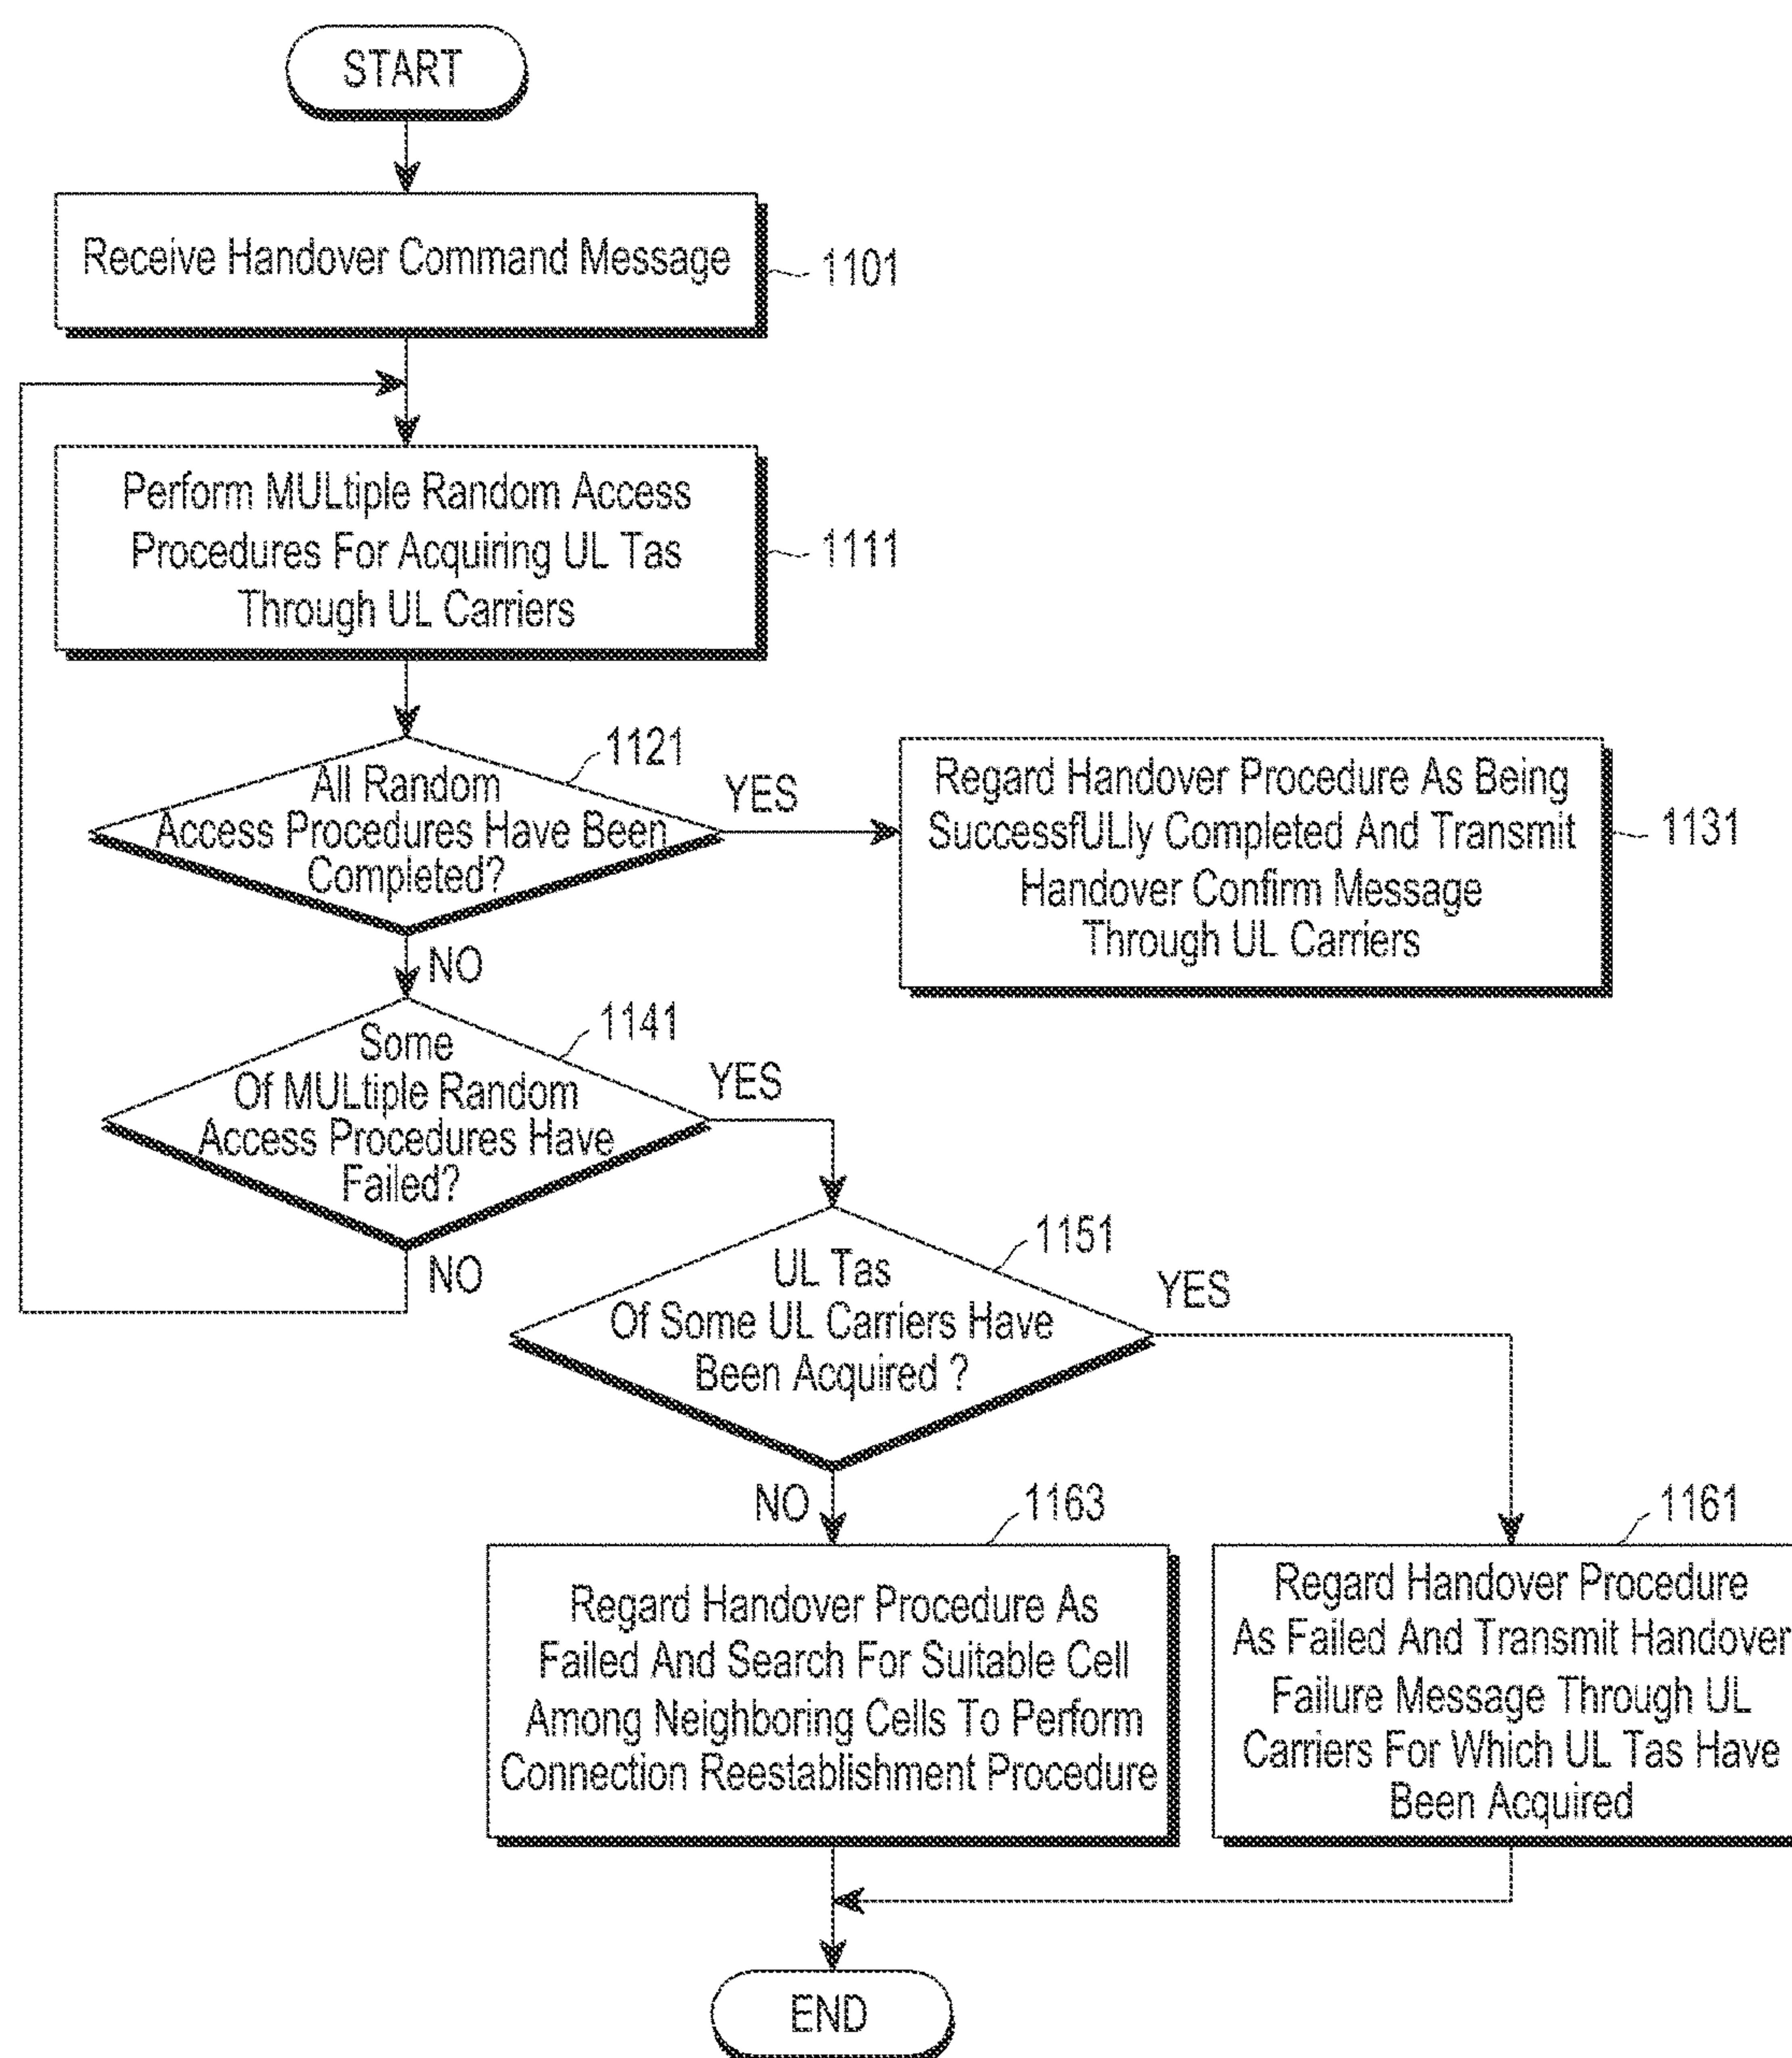 START
Receive Handover Command Message
1101
Perform MULtiple Random Access
Procedures For Acquiring UL Tas
Through UL Carriers
1111
1121
All Random
Access Procedures Have Been
Completed?
YES
Regard Handover Procedure As Being
SuccessfULly Completed And Transmit
Handover Confirm Message
Through UL Carriers
1131
NO
1141
Some
Of MULtiple Random
Access Procedures Have
Failed?
YES
NO
1151
UL Tas
Of Some UL Carriers Have
Been Acquired ?
YES
NO
1163
Regard Handover Procedure As
Failed And Search For Suitable Cell
Among Neighboring Cells To Perform
Connection Reestablishment Procedure
1161
Regard Handover Procedure
As Failed And Transmit Handover
Failure Message Through UL
Carriers For Which UL Tas Have
Been Acquired
END